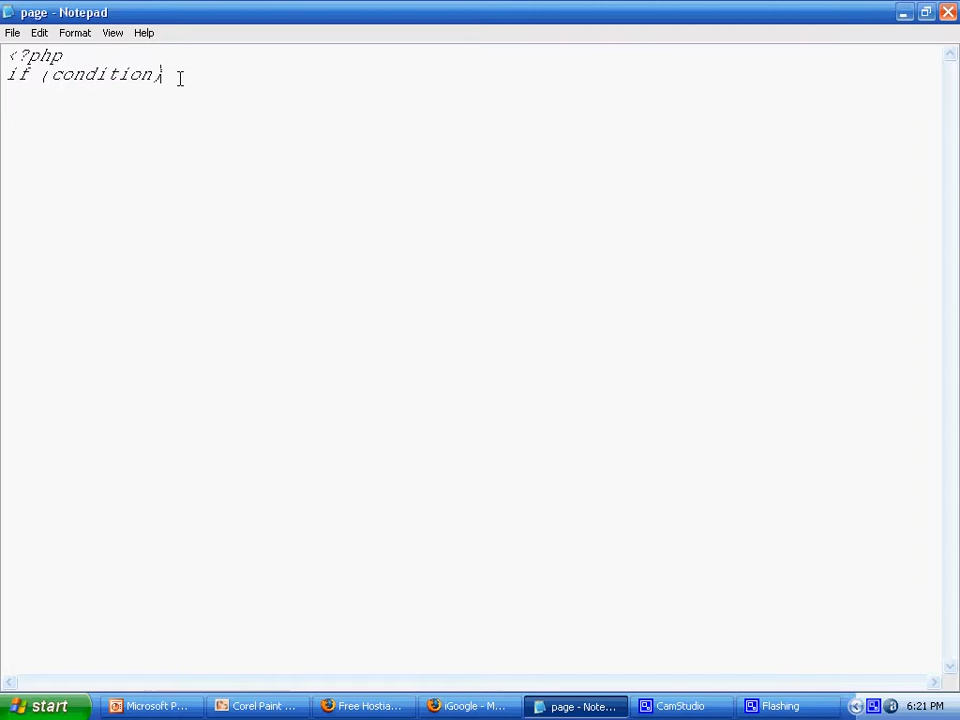 page - Notepad
File Edit Format View Help
<?php
if (condition)
start Microsoft P... Corel Paint ... Free Hostia... iGoogle - M... page - Note... CamStudio Flashing 6:21 PM